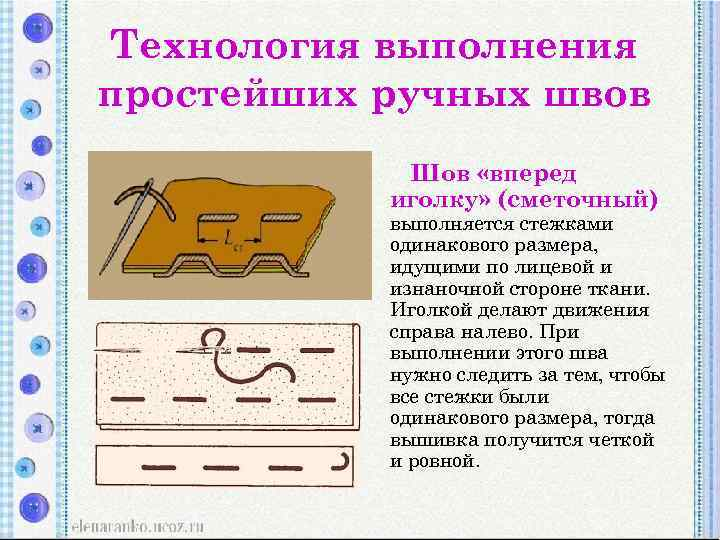 Технология выполнения
простейших ручных швов
Шов «вперед
иголку» (сметочный)
выполняется стежками
одинакового размера,
идущими по лицевой и
изнаночной стороне ткани.
Иголкой делают движения
справа налево. При
выполнении этого шва
нужно следить за тем, чтобы
все стежки были
одинакового размера, тогда
вышивка получится четкой
и ровной.
Lст
elenaranko.ucoz.ru